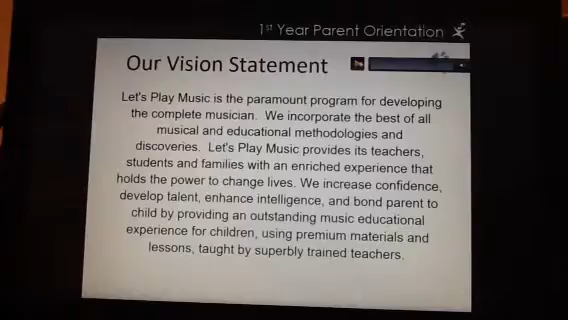 1st Year Parent Orientation
Our Vision Statement
Let's Play Music is the paramount program for developing
the complete musician. We incorporate the best of all
musical and educational methodologies and
discoveries. Let's Play Music provides its teachers,
students and families with an enriched experience that
holds the power to change lives. We increase confidence,
develop talent, enhance intelligence, and bond parent to
child by providing an outstanding music educational
experience for children, using premium materials and
lessons, taught by superbly trained teachers.